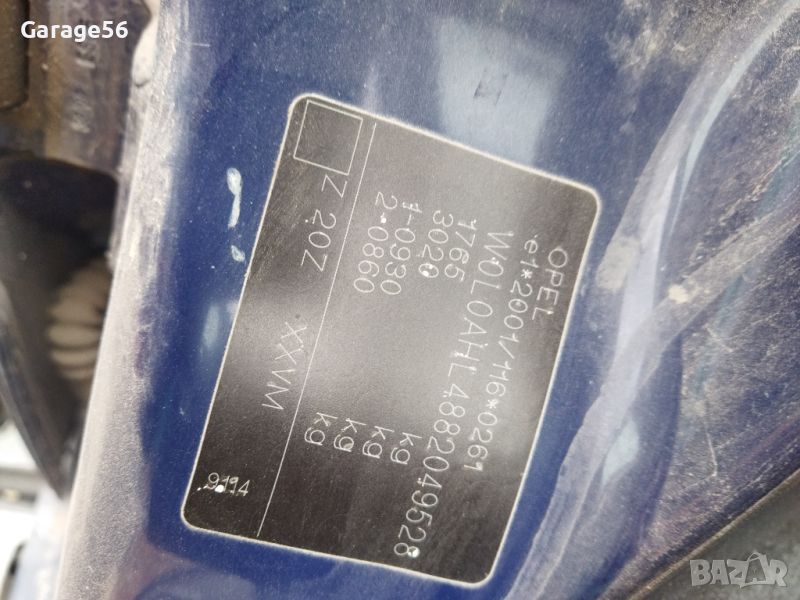 Garage56
OPEL
e1*2001/116*0261
W0L0AHL4882049528
1765 kg
3020 kg
1-0930 kg
2-0860 kg
Z 20Z XXVM
9114
BAZAR